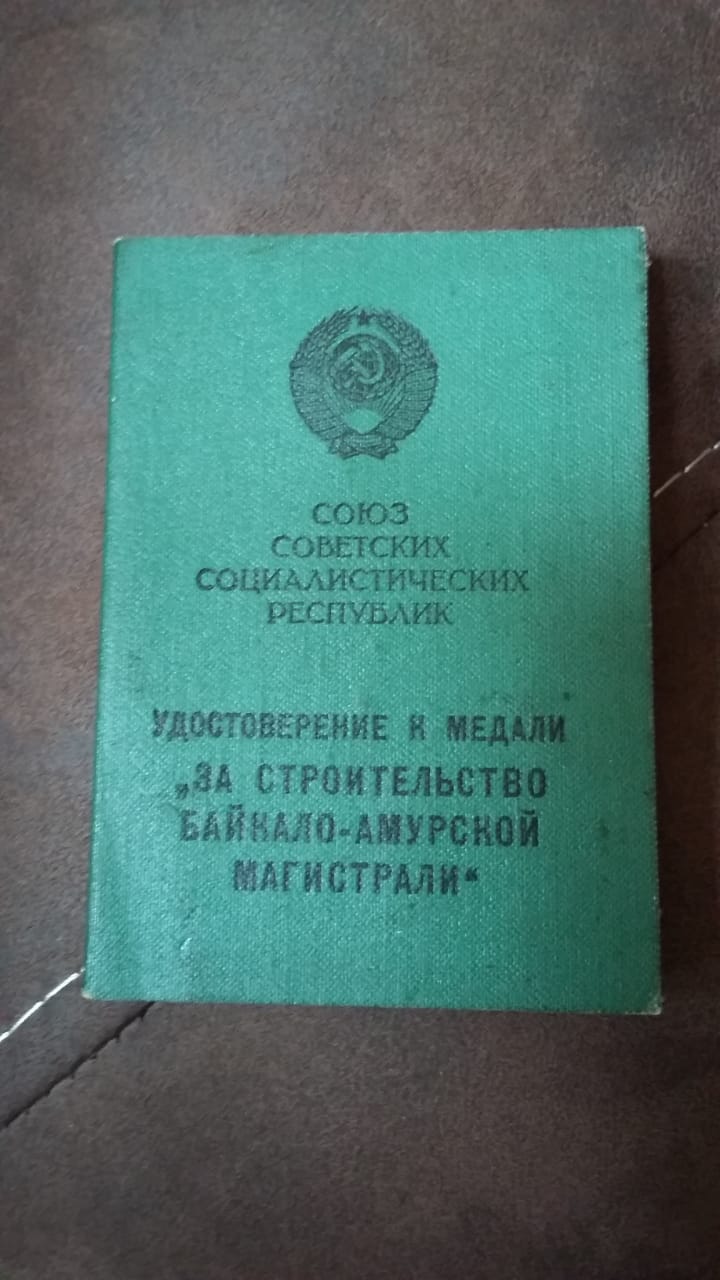 СОЮЗ
СОВЕТСКИХ
СОЦИАЛИСТИЧЕСКИХ
РЕСПУБЛИК
УДОСТОВЕРЕНИЕ К МЕДАЛИ
„ЗА СТРОИТЕЛЬСТВО
БАЙКАЛО-АМУРСКОЙ
МАГИСТРАЛИ“